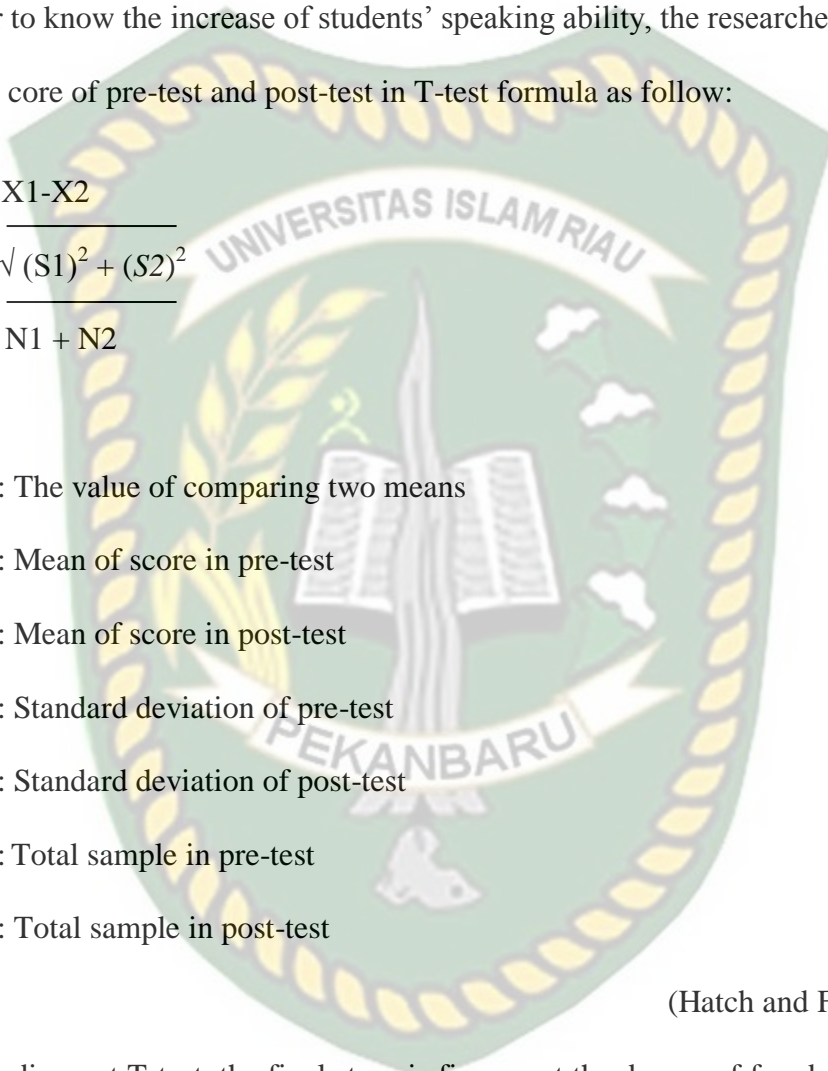 to know the increase of students’ speaking ability, the researche
core of pre-test and post-test in T-test formula as follow:
X1-X2
√ (S1)² + (S2)²
N1 + N2
UNIVERSITAS ISLAM RIAU
: The value of comparing two means
: Mean of score in pre-test
: Mean of score in post-test
: Standard deviation of pre-test
: Standard deviation of post-test
PEKANBARU
: Total sample in pre-test
: Total sample in post-test
(Hatch and F